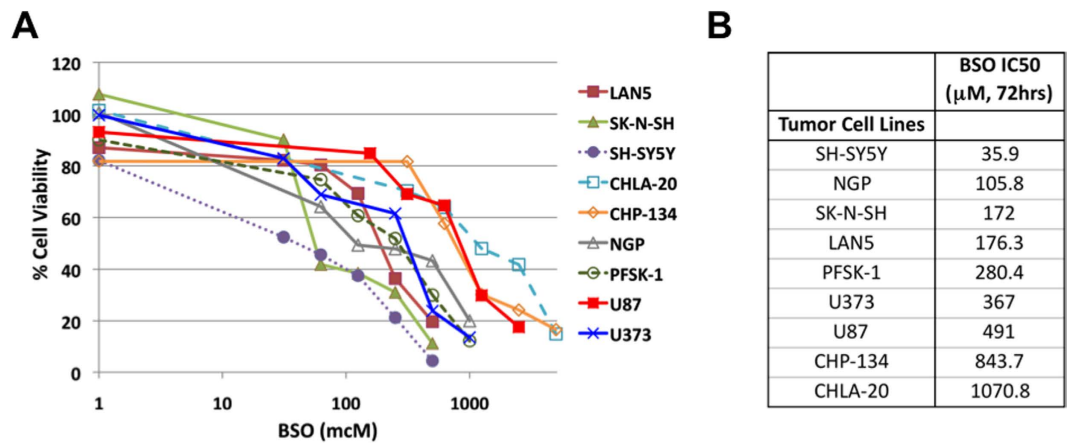 A
B
120
100
80
60
40
20
0
% Cell Viability
1
10
100
1000
BSO (mcM)
LAN5
SK-N-SH
SH-SY5Y
CHLA-20
CHP-134
NGP
PFSK-1
U87
U373
BSO IC50
(µM, 72hrs)
Tumor Cell Lines
SH-SY5Y 35.9
NGP 105.8
SK-N-SH 172
LAN5 176.3
PFSK-1 280.4
U373 367
U87 491
CHP-134 843.7
CHLA-20 1070.8